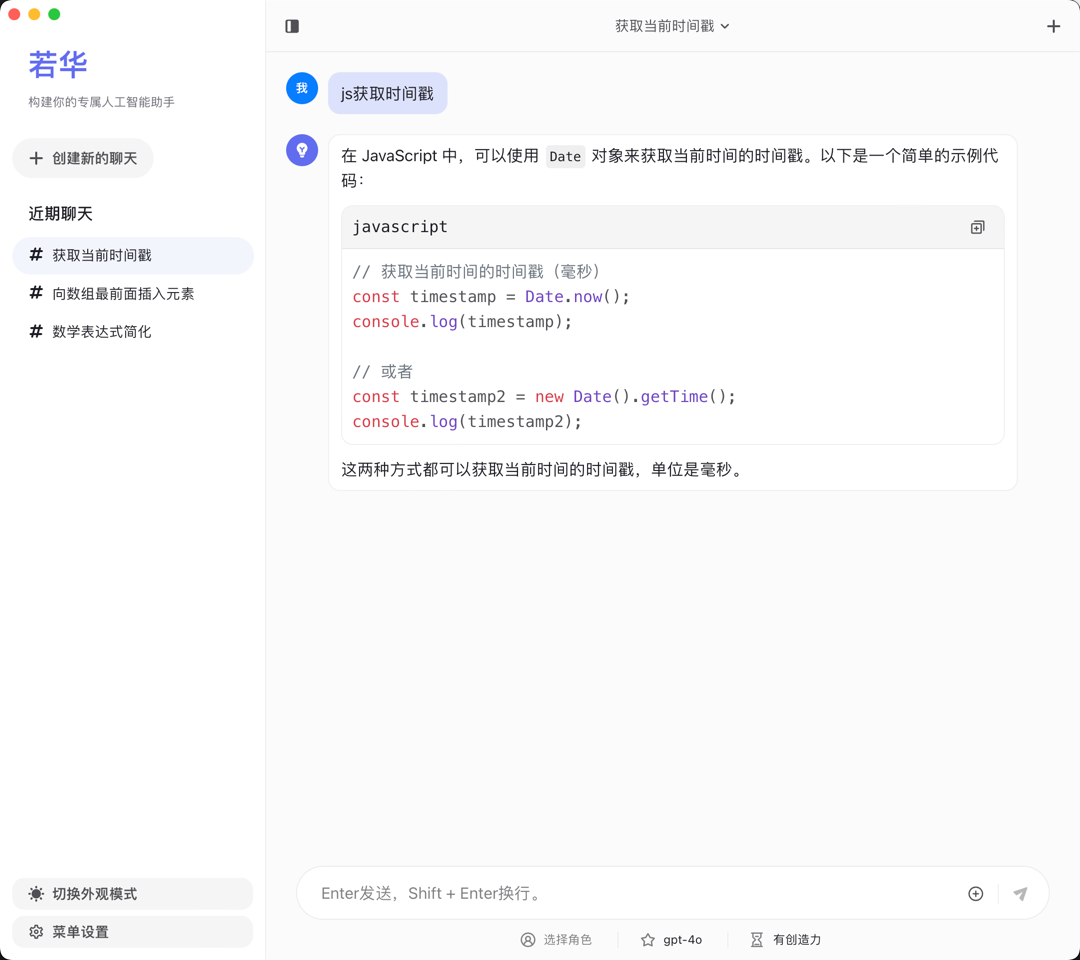 若华
构建你的专属人工智能助手
创建新的聊天
近期聊天
# 获取当前时间戳
# 向数组最前面插入元素
# 数学表达式简化
切换外观模式
菜单设置
获取当前时间戳
我
js获取时间戳
在 JavaScript 中，可以使用 Date 对象来获取当前时间的时间戳。以下是一个简单的示例代
码：
javascript
// 获取当前时间的时间戳（毫秒）
const timestamp = Date.now();
console.log(timestamp);
// 或者
const timestamp2 = new Date().getTime();
console.log(timestamp2);
这两种方式都可以获取当前时间的时间戳，单位是毫秒。
Enter发送，Shift + Enter换行。
选择角色
gpt-4o
有创造力